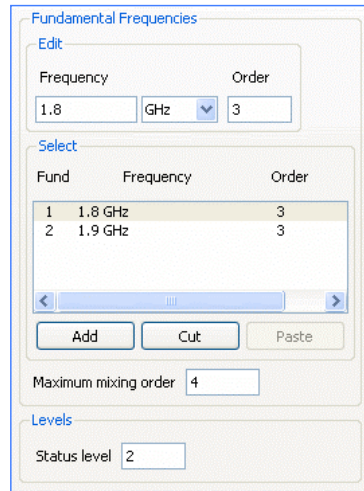 Fundamental Frequencies
Edit
Frequency Order
1.8 GHz 3
Select
Fund Frequency Order
1 1.8 GHz 3
2 1.9 GHz 3
Add Cut Paste
Maximum mixing order 4
Levels
Status level 2